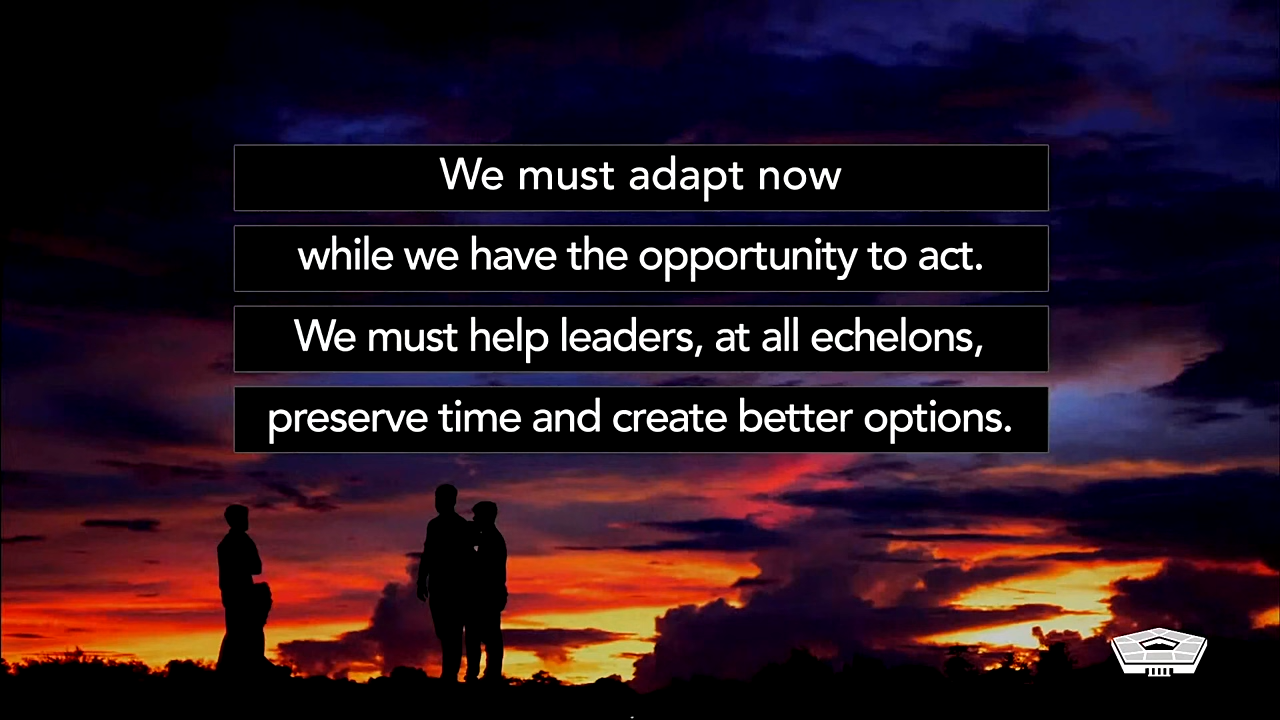 We must adapt now
while we have the opportunity to act.
We must help leaders, at all echelons,
preserve time and create better options.